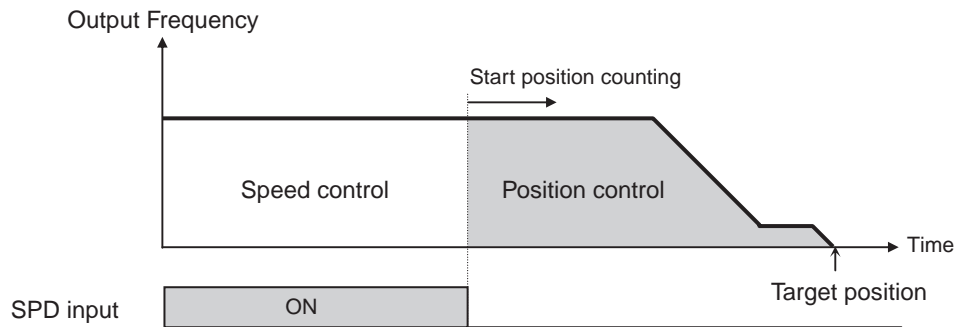 Output Frequency
Start position counting
Speed control
Position control
Time
Target position
SPD input
ON